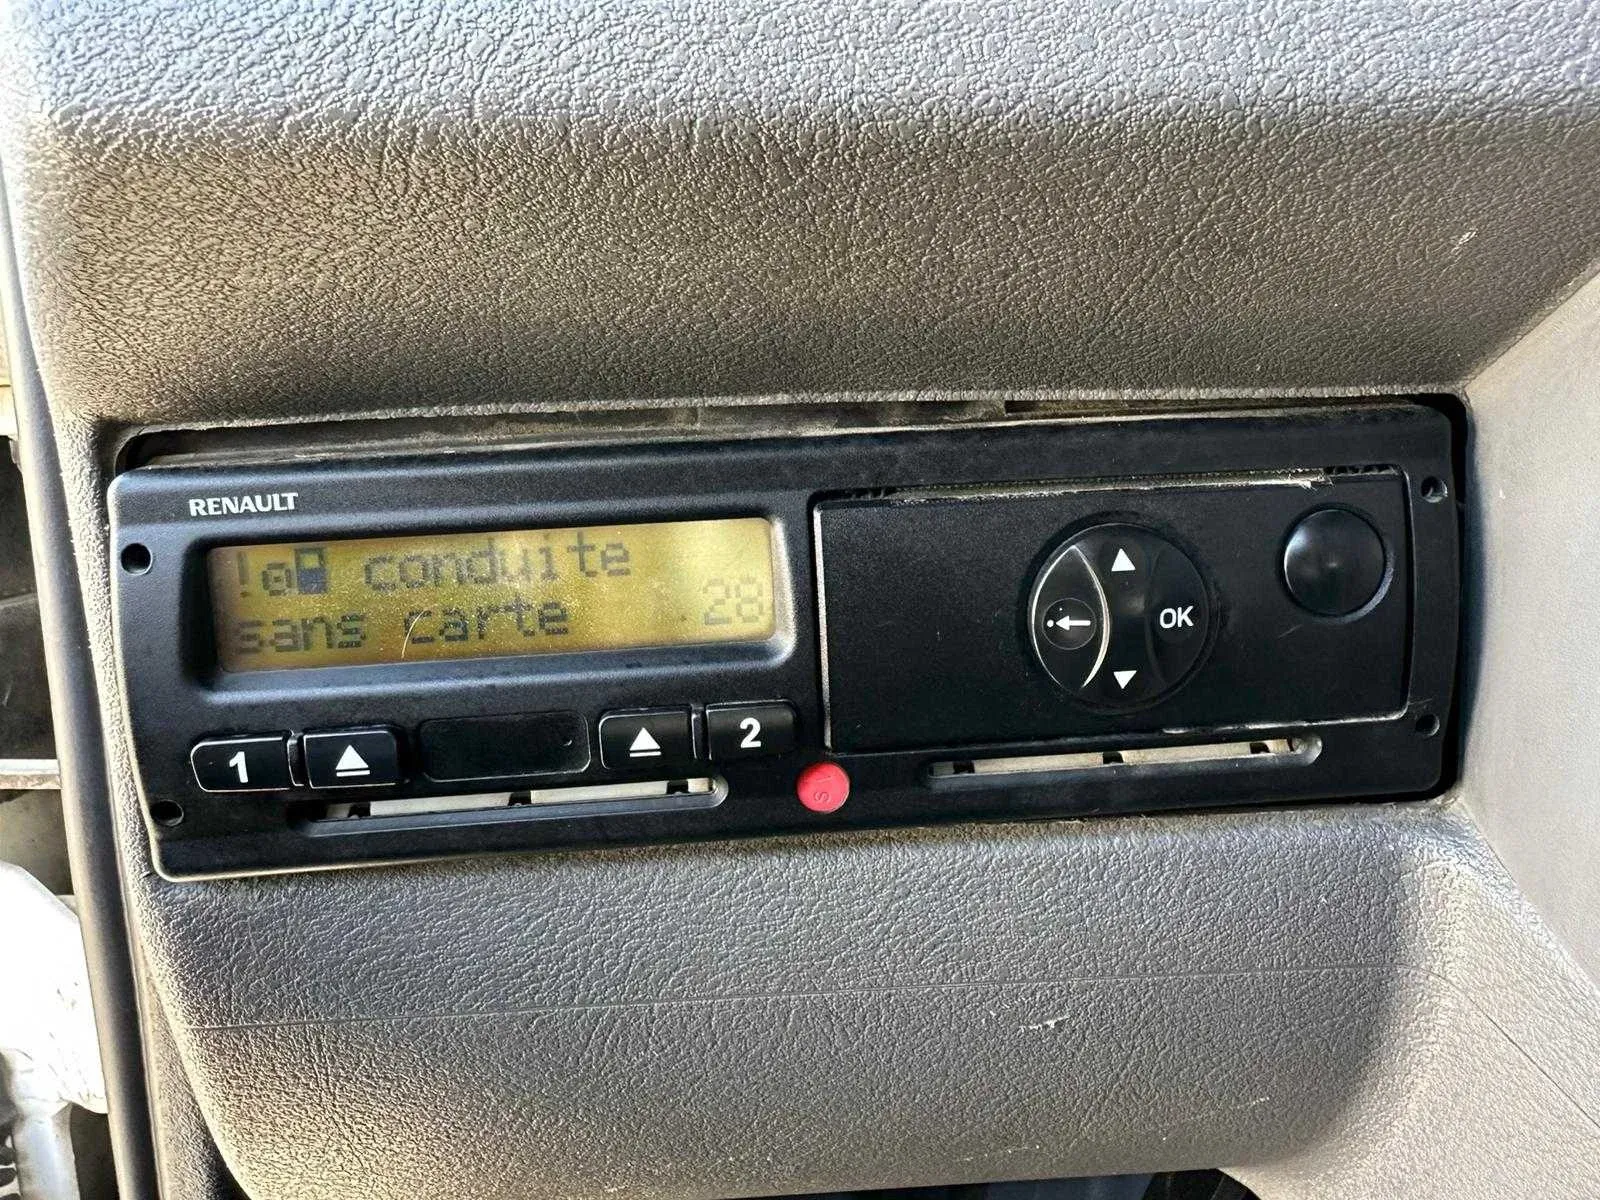 RENAULT
! conduite
sans carte 28
OK
1
2